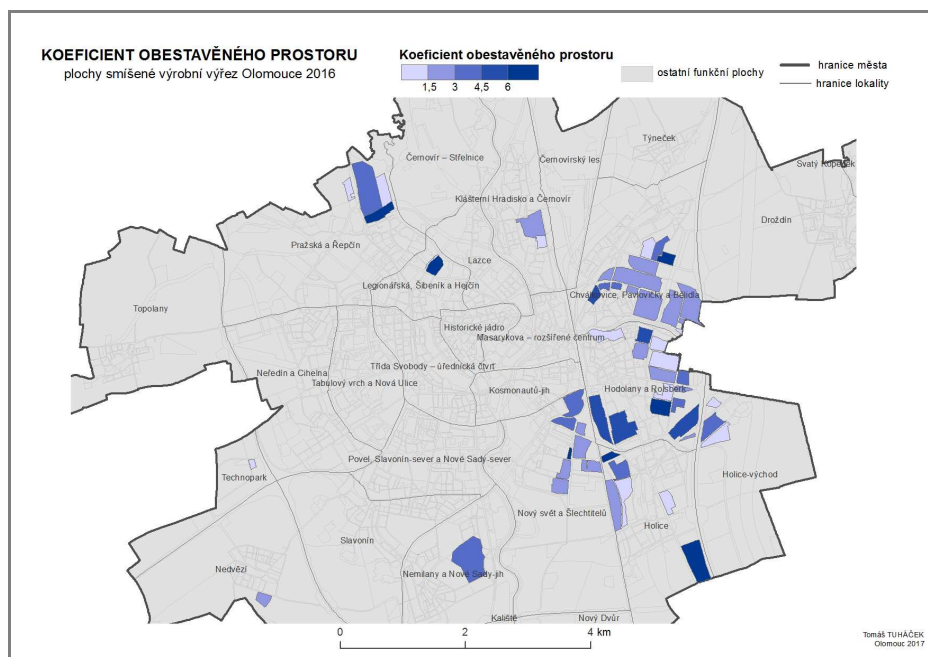 KOEFICIENT OBESTAVĚNÉHO PROSTORU
plochy smíšené výrobní výřez Olomouce 2016
Koeficient obestavěného prostoru
1,5 3 4,5 6
ostatní funkční plochy
hranice města
hranice lokality
Týneček
Černovír – Střelnice
Černovírský les
Svatý Kopeček
Klášterní Hradisko a Černovír
Droždín
Pražská a Řepčín
Lazce
Legionářská, Šibeník a Hejčín
Chválkovice, Pavlovičky a Bělidla
Topolany
Historické jádro
Masarykova – rozšířené centrum
Třída Svobody – úřednická čtvrt
Neředín a Cihelna
Tabulový vrch a Nová Ulice
Kosmonautů-jih
Hodolany a Rolsberk
Povel, Slavonín-sever a Nové Sady-sever
Technopark
Holice-východ
Nový svět a Šlechtitelů
Holice
Slavonín
Nedvězí
Nemilany a Nové Sady-jih
Kaliště
Nový Dvůr
0 2 4 km
Tomáš TUHÁČEK
Olomouc 2017